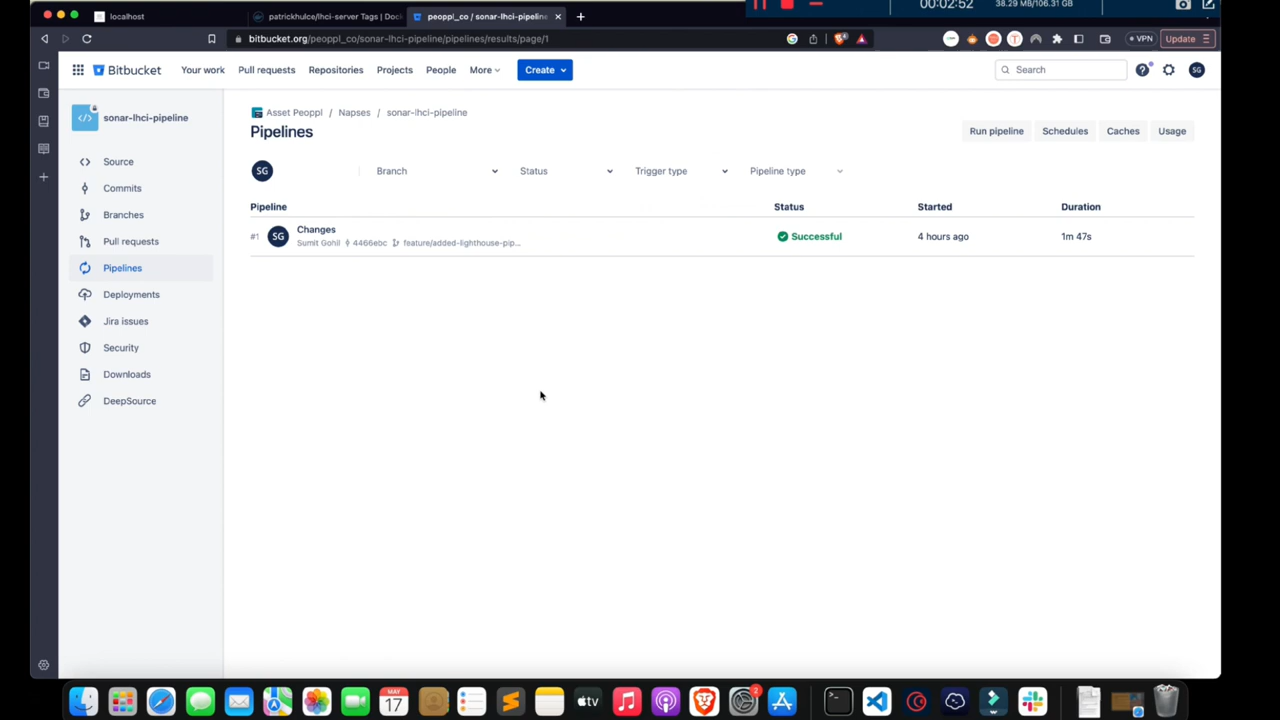 00:02:52
38.29 MB/106.31 GB
localhost
patrickhulce/lhci-server Tags | Dock
peoppl_co / sonar-lhci-pipeline
bitbucket.org/peoppl_co/sonar-lhci-pipeline/pipelines/results/page/1
VPN
Update
Bitbucket
Your work
Pull requests
Repositories
Projects
People
More
Create
Search
SG
sonar-lhci-pipeline
Source
Commits
Branches
Pull requests
Pipelines
Deployments
Jira issues
Security
Downloads
DeepSource
Asset Peoppl / Napses / sonar-lhci-pipeline
Pipelines
Run pipeline
Schedules
Caches
Usage
SG
Branch
Status
Trigger type
Pipeline type
Pipeline
Status
Started
Duration
#1
SG
Changes
Sumit Gohil 4466ebc feature/added-lighthouse-pip...
Successful
4 hours ago
1m 47s
MAY
17
tv
2